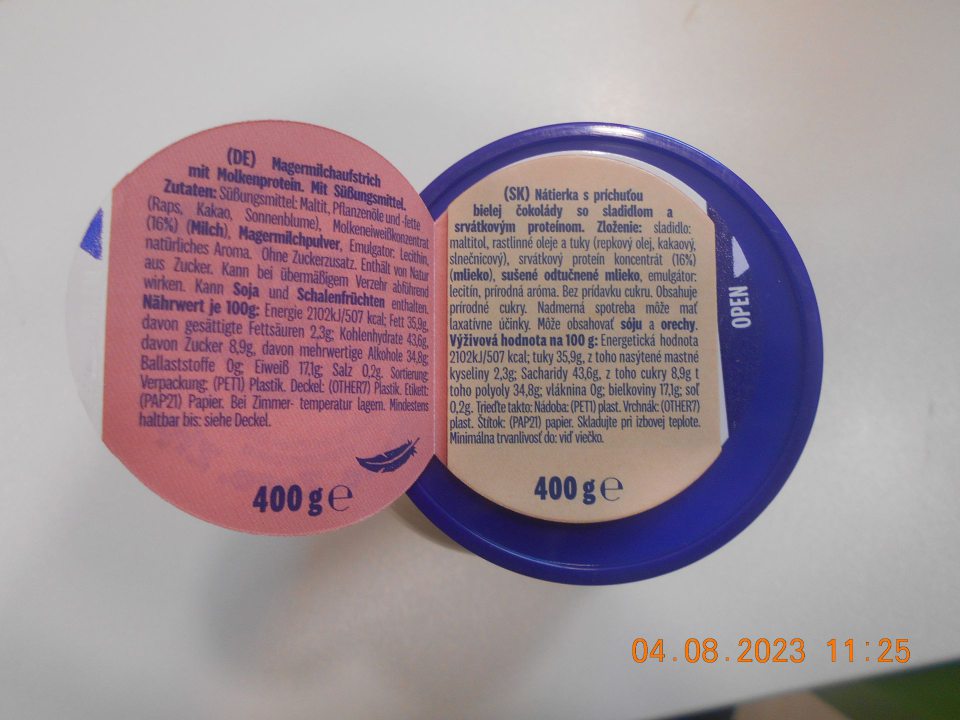 (DE) Magermilchaufstrich
mit Molkenprotein. Mit Süßungsmittel.
Zutaten: Süßungsmittel: Maltit, Pflanzenöle und -fette
(Raps, Kakao, Sonnenblume), Molkeneiweißkonzentrat
(16%) (Milch), Magermilchpulver, Emulgator: Lecithin,
natürliches Aroma. Ohne Zuckerzusatz. Enthält von Natur
aus Zucker. Kann bei übermäßigem Verzehr abführend
wirken. Kann Soja und Schalenfrüchten enthalten.
Nährwert je 100g: Energie 2102kJ/507 kcal; Fett 35,9g,
davon gesättigte Fettsäuren 2,3g; Kohlenhydrate 43,6g,
davon Zucker 8,9g, davon mehrwertige Alkohole 34,8g;
Ballaststoffe 0g; Eiweiß 17,1g; Salz 0,2g. Sortierung:
Verpackung: (PET1) Plastik. Deckel: (OTHER7) Plastik. Etikett:
(PAP21) Papier. Bei Zimmer- temperatur lagern. Mindestens
haltbar bis: siehe Deckel.
400 g ℮
(SK) Nátierka s príchuťou
bielej čokolády so sladidlom a
srvátkovým proteínom. Zloženie: sladidlo:
maltitol, rastlinné oleje a tuky (repkový olej, kakaový,
slnečnicový), srvátkový protein koncentrát (16%)
(mlieko), sušené odtučnené mlieko, emulgátor:
lecitín, prírodná aróma. Bez prídavku cukru. Obsahuje
prírodné cukry. Nadmerná spotreba môže mať
laxatívne účinky. Môže obsahovať sóju a orechy.
Výživová hodnota na 100 g: Energetická hodnota
2102kJ/507 kcal; tuky 35,9g, z toho nasýtené mastné
kyseliny 2,3g; Sacharidy 43,6g, z toho cukry 8,9g t
toho polyoly 34,8g; vláknina 0g; bielkoviny 17,1g; soľ
0,2g. Trieďte takto: Nádoba: (PET1) plast. Vrchnák: (OTHER7)
plast. Štítok: (PAP21) papier. Skladujte pri izbovej teplote.
Minimálna trvanlivosť do: viď viečko.
400 g ℮
OPEN
04.08.2023 11:25